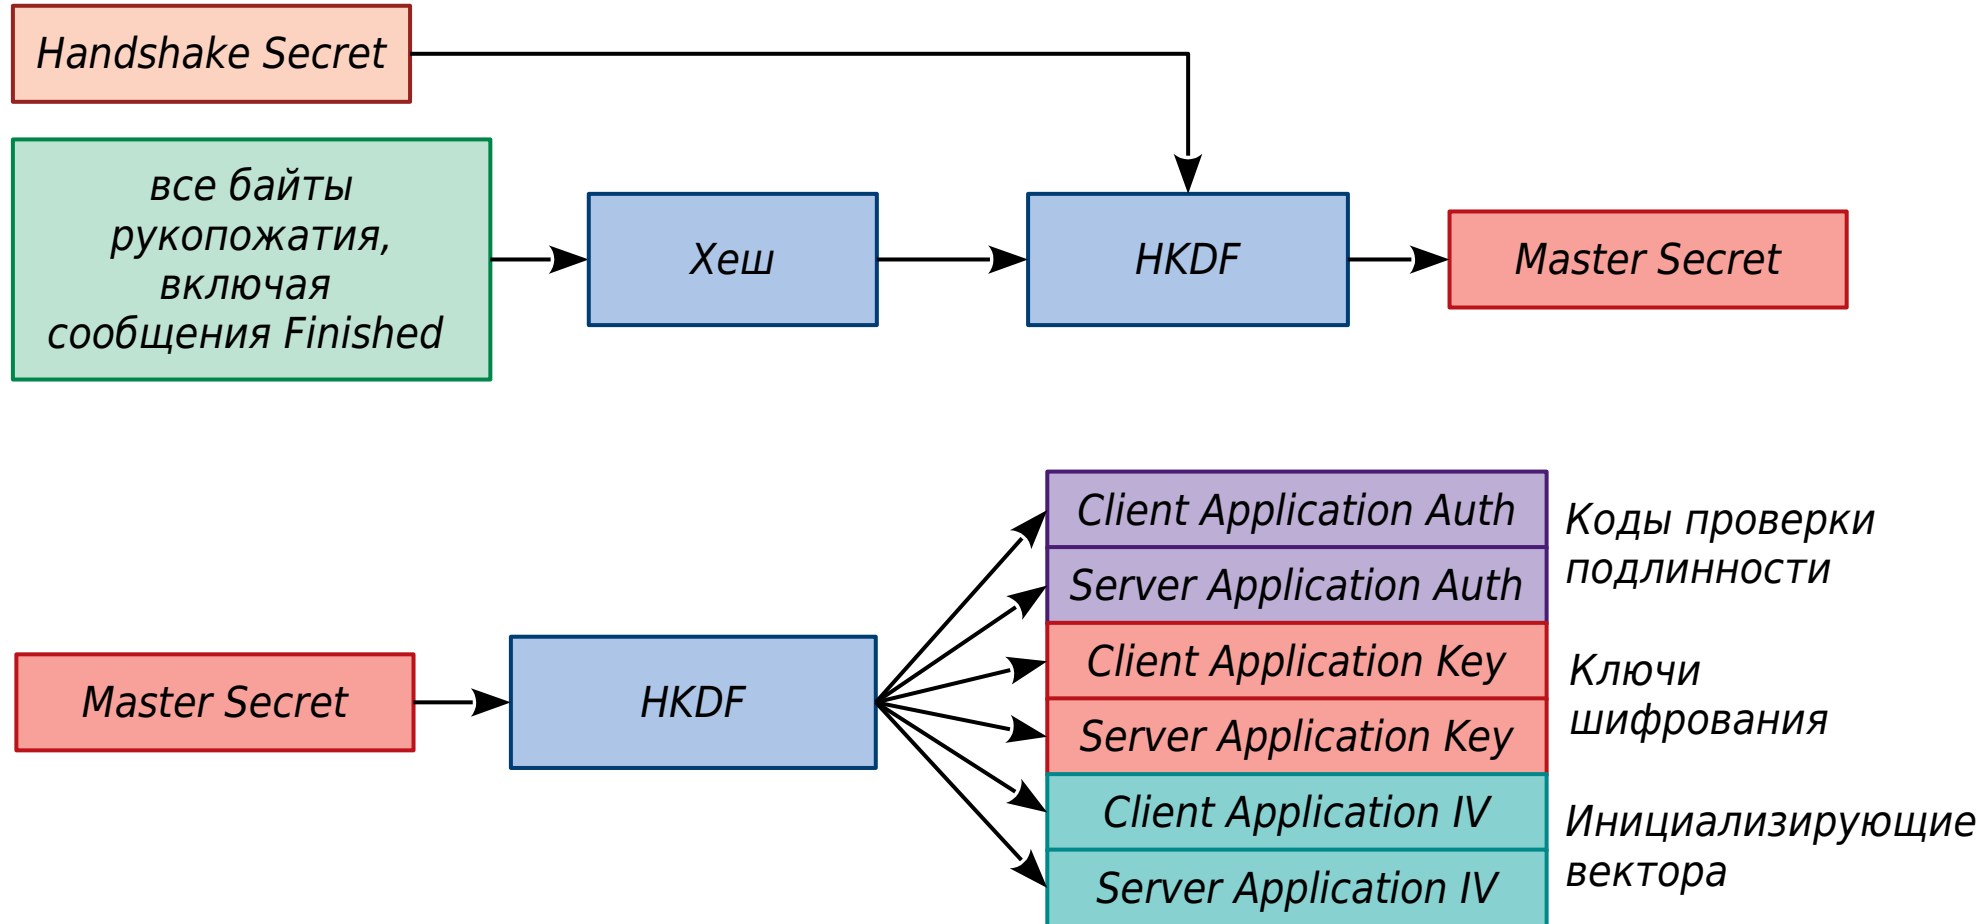 Handshake Secret
все байты
рукопожатия,
включая
сообщения Finished
Хеш
HKDF
Master Secret
Master Secret
HKDF
Client Application Auth
Server Application Auth
Client Application Key
Server Application Key
Client Application IV
Server Application IV
Коды проверки
подлинности
Ключи
шифрования
Инициализирующие
вектора